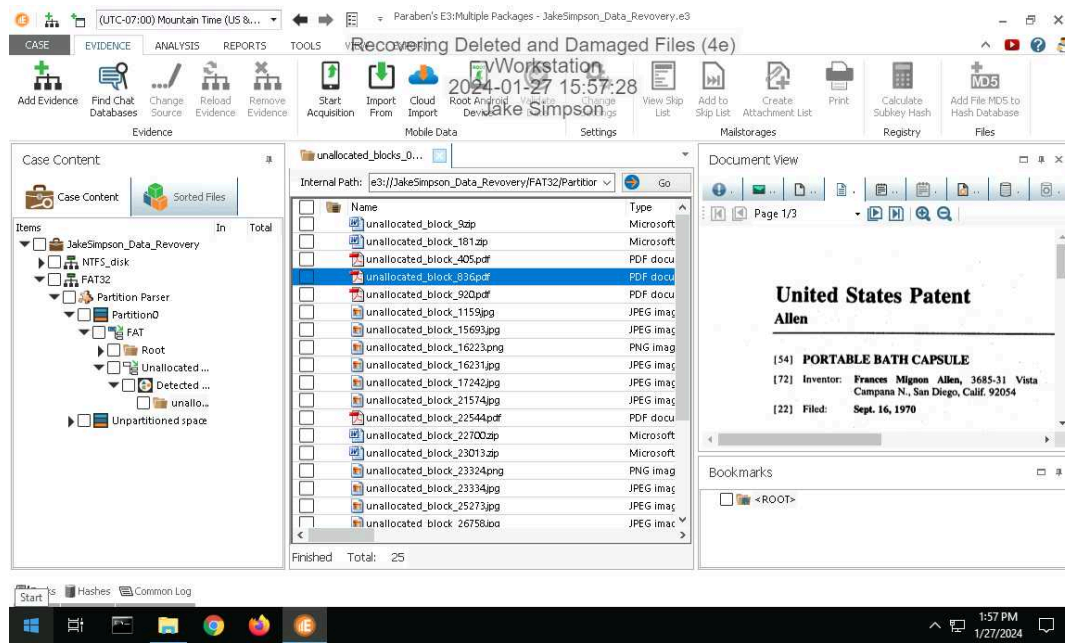 (UTC-07:00) Mountain Time (US &...
Paraben's E3:Multiple Packages - JakeSimpson_Data_Revovery.e3
CASE EVIDENCE ANALYSIS REPORTS TOOLS
Recovering Deleted and Damaged Files (4e)
vWorkstation
2024-01-27 15:57:28
Jake Simpson
Add Evidence
Find Chat Databases
Change Source
Reload Evidence
Remove Evidence
Start Acquisition
Import From
Cloud Import
Root Android
View Skip List
Add to Skip List
Create Attachment List
Print
Calculate Subkey Hash
MD5
Add File MD5 to Hash Database
Evidence
Mobile Data
Settings
Mailstorages
Registry
Files
Case Content
Case Content
Sorted Files
Items In Total
JakeSimpson_Data_Revovery
NTFS_disk
FAT32
Partition Parser
Partition0
FAT
Root
Unallocated ...
Detected ...
unallo...
Unpartitioned space
unallocated_blocks_0...
Internal Path: e3://JakeSimpson_Data_Revovery/FAT32/Partitior
Go
Name Type
unallocated_block_9.zip Microsoft
unallocated_block_181.zip Microsoft
unallocated_block_405.pdf PDF docu
unallocated_block_836.pdf PDF docu
unallocated_block_920.pdf PDF docu
unallocated_block_1159.jpg JPEG imag
unallocated_block_15693.jpg JPEG imag
unallocated_block_16223.png PNG imag
unallocated_block_16231.jpg JPEG imag
unallocated_block_17242.jpg JPEG imag
unallocated_block_21574.jpg JPEG imag
unallocated_block_22544.pdf PDF docu
unallocated_block_22700.zip Microsoft
unallocated_block_23013.zip Microsoft
unallocated_block_23324.png PNG imag
unallocated_block_23334.jpg JPEG imag
unallocated_block_25273.jpg JPEG imag
unallocated_block_26758.jpg JPEG imag
Finished Total: 25
Document View
Page 1/3
United States Patent
Allen
[54] PORTABLE BATH CAPSULE
[72] Inventor: Frances Mignon Allen, 3685-31 Vista
Campana N., San Diego, Calif. 92054
[22] Filed: Sept. 16, 1970
Bookmarks
<ROOT>
Start
Hashes
Common Log
1:57 PM
1/27/2024